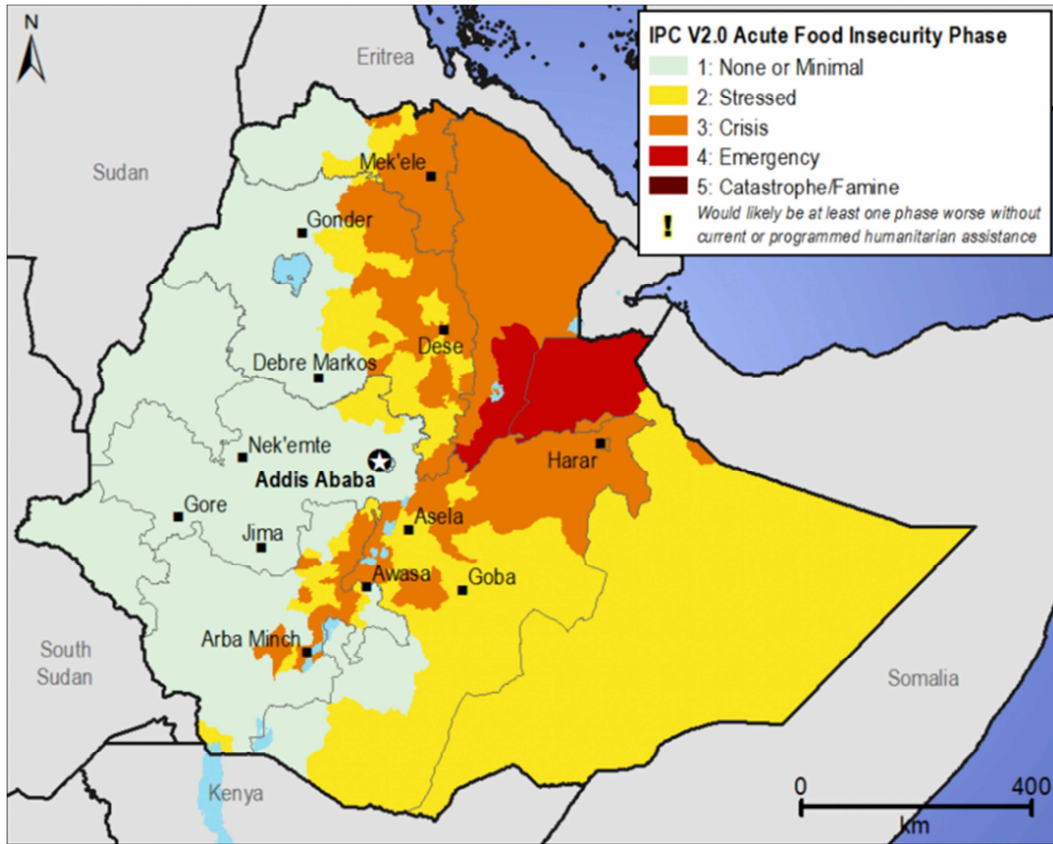 N
IPC V2.0 Acute Food Insecurity Phase
1: None or Minimal
2: Stressed
3: Crisis
4: Emergency
5: Catastrophe/Famine
! Would likely be at least one phase worse without
current or programmed humanitarian assistance
Eritrea
Sudan
Mek'ele
Gonder
Dese
Debre Markos
Nek'emte
Addis Ababa
Harar
Gore
Asela
Jima
Awasa
Goba
Arba Minch
South
Sudan
Somalia
Kenya
0 400
km